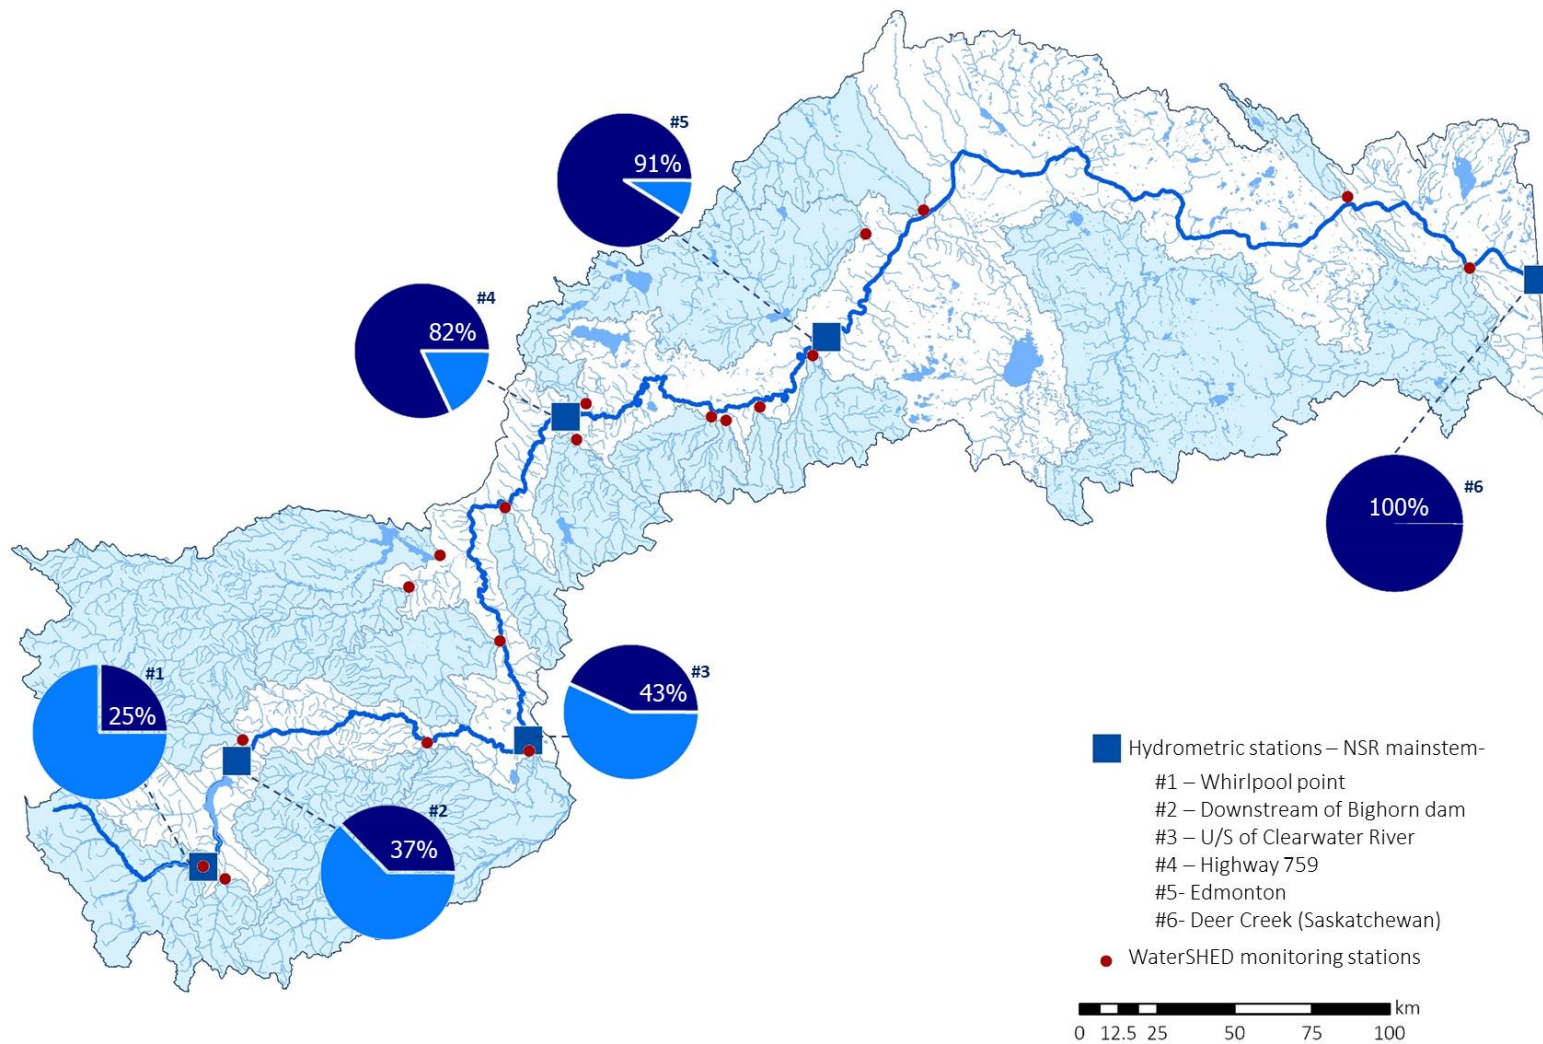 #5
91%
#4
82%
#6
100%
#1
25%
#3
43%
#2
37%
Hydrometric stations – NSR mainstem-
#1 – Whirlpool point
#2 – Downstream of Bighorn dam
#3 – U/S of Clearwater River
#4 – Highway 759
#5- Edmonton
#6- Deer Creek (Saskatchewan)
WaterSHED monitoring stations
km
0 12.5 25 50 75 100